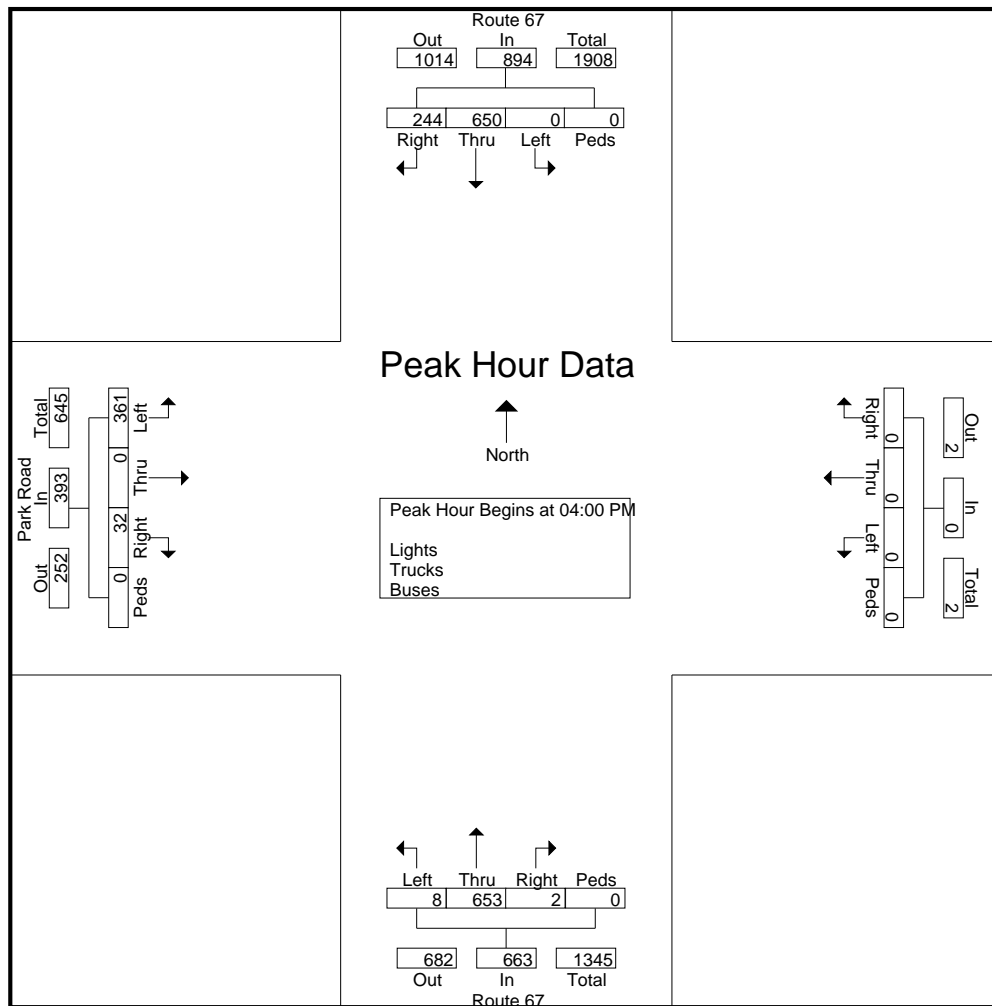 Route 67
Out In Total
1014 894 1908
244 650 0 0
Right Thru Left Peds
Peak Hour Data
North
Peak Hour Begins at 04:00 PM
Lights
Trucks
Buses
Park Road
Total In Out
645 393 252
361 0 32 0
Left Thru Right Peds
Out In Total
2 0 2
0 0 0 0
Right Thru Left Peds
Left Thru Right Peds
8 653 2 0
682 663 1345
Out In Total
Route 67